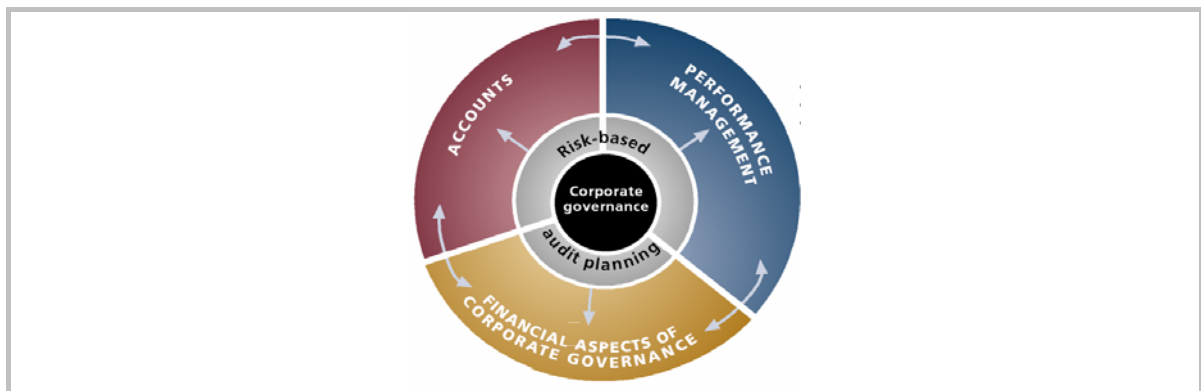 ACCOUNTS
PERFORMANCE
MANAGEMENT
Risk-based
Corporate
governance
audit planning
FINANCIAL ASPECTS OF
CORPORATE GOVERNANCE